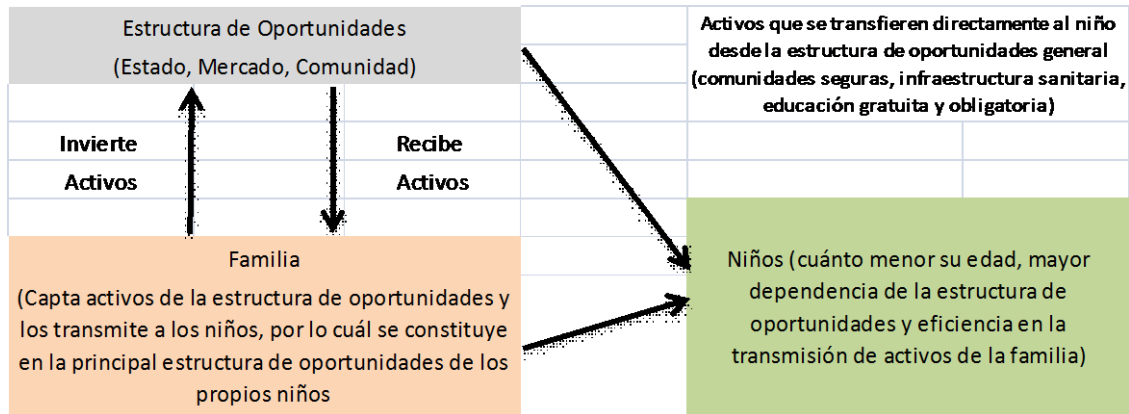 Estructura de Oportunidades
(Estado, Mercado, Comunidad)
Activos que se transfieren directamente al niño
desde la estructura de oportunidades general
(comunidades seguras, infraestructura sanitaria,
educación gratuita y obligatoria)
Invierte
Activos
Recibe
Activos
Familia
(Capta activos de la estructura de oportunidades y
los transmite a los niños, por lo cuál se constituye
en la principal estructura de oportunidades de los
propios niños
Niños (cuánto menor su edad, mayor
dependencia de la estructura de
oportunidades y eficiencia en la
transmisión de activos de la familia)